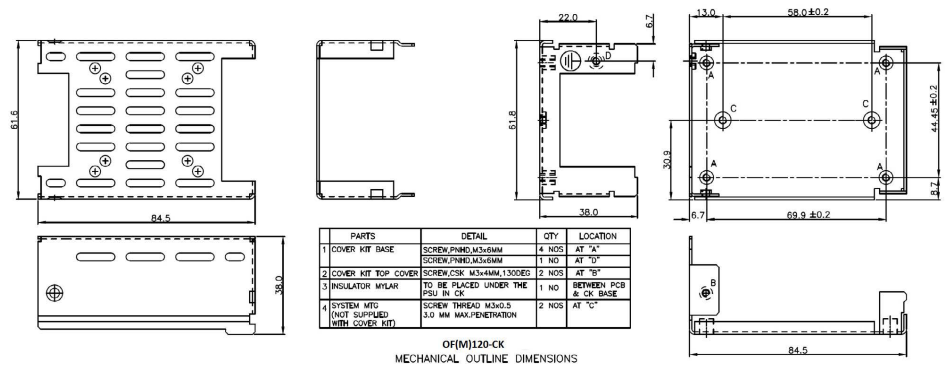 22.0
6.7
13.0
58.0 ±0.2
D
A
A
61.6
61.8
C
C
44.45 ±0.2
30.9
A
A
8.7
84.5
38.0
6.7
69.9 ±0.2
38.0
PARTS DETAIL QTY LOCATION
1 COVER KIT BASE SCREW,PNHD,M3x6MM 4 NOS AT "A"
SCREW,PNHD,M3x6MM 1 NO AT "D"
2 COVER KIT TOP COVER SCREW,CSK M3x4MM,130DEG 2 NOS AT "B"
3 INSULATOR MYLAR TO BE PLACED UNDER THE PSU IN CK 1 NO BETWEEN PCB & CK BASE
4 SYSTEM MTG (NOT SUPPLIED WITH COVER KIT) SCREW THREAD M3x0.5 3.0 MM MAX.PENETRATION 2 NOS AT "C"
B
84.5
OF(M)120-CK
MECHANICAL OUTLINE DIMENSIONS